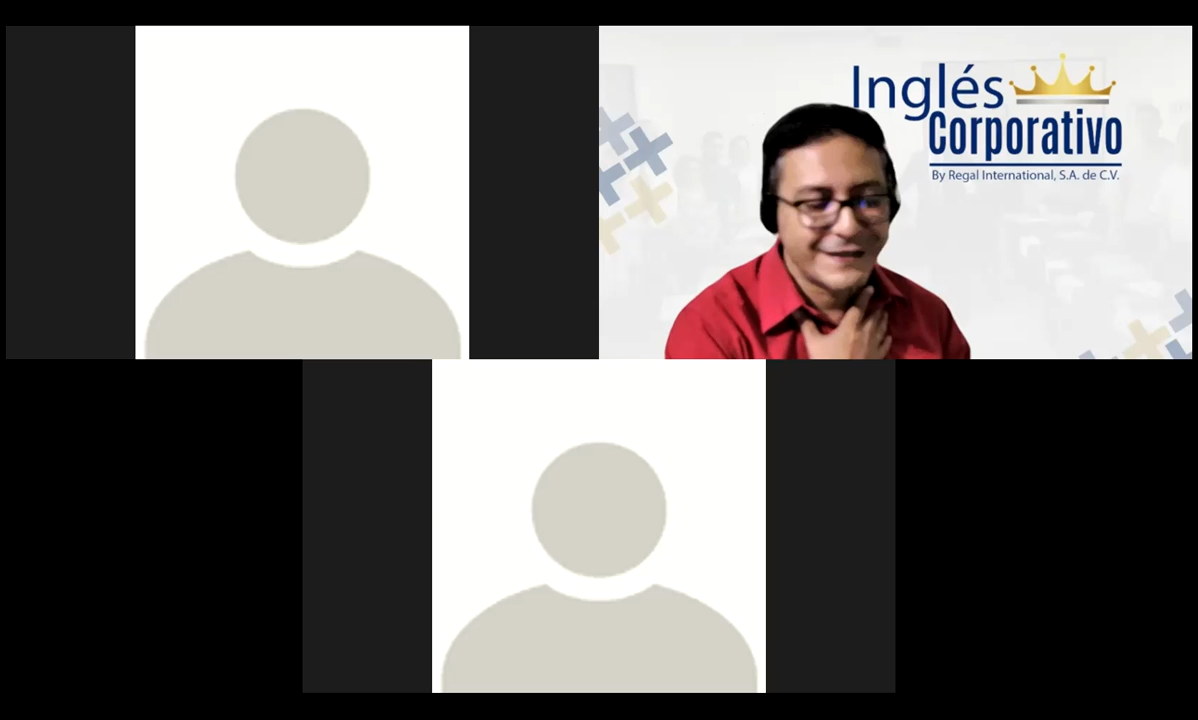 Inglés
Corporativo
By Regal International, S.A. de C.V.